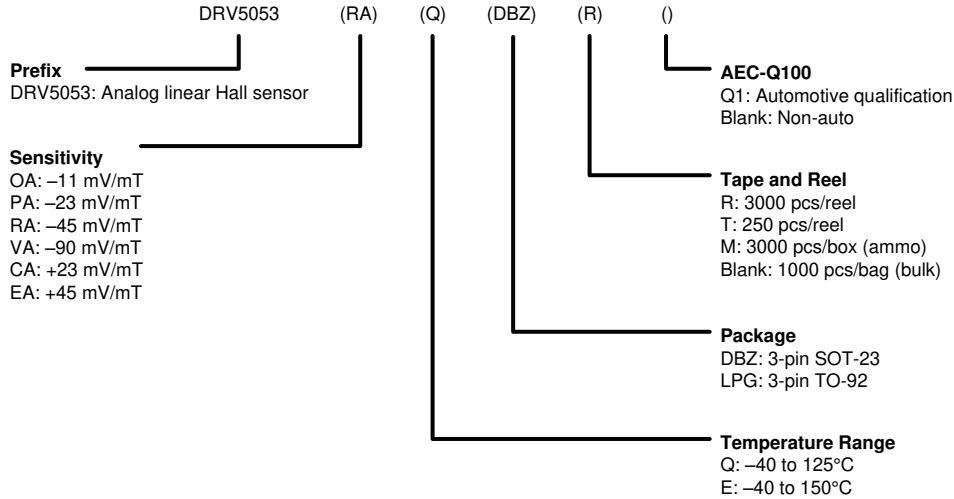 DRV5053 (RA) (Q) (DBZ) (R) ()
Prefix
DRV5053: Analog linear Hall sensor
Sensitivity
OA: –11 mV/mT
PA: –23 mV/mT
RA: –45 mV/mT
VA: –90 mV/mT
CA: +23 mV/mT
EA: +45 mV/mT
AEC-Q100
Q1: Automotive qualification
Blank: Non-auto
Tape and Reel
R: 3000 pcs/reel
T: 250 pcs/reel
M: 3000 pcs/box (ammo)
Blank: 1000 pcs/bag (bulk)
Package
DBZ: 3-pin SOT-23
LPG: 3-pin TO-92
Temperature Range
Q: –40 to 125°C
E: –40 to 150°C